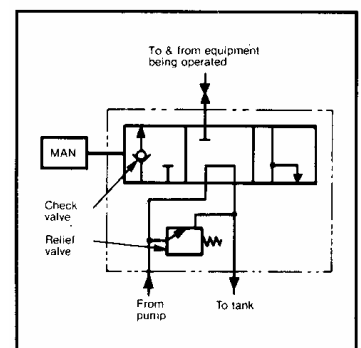 To & from equipment
being operated
MAN
Check
valve
Relief
valve
From
pump
To tank